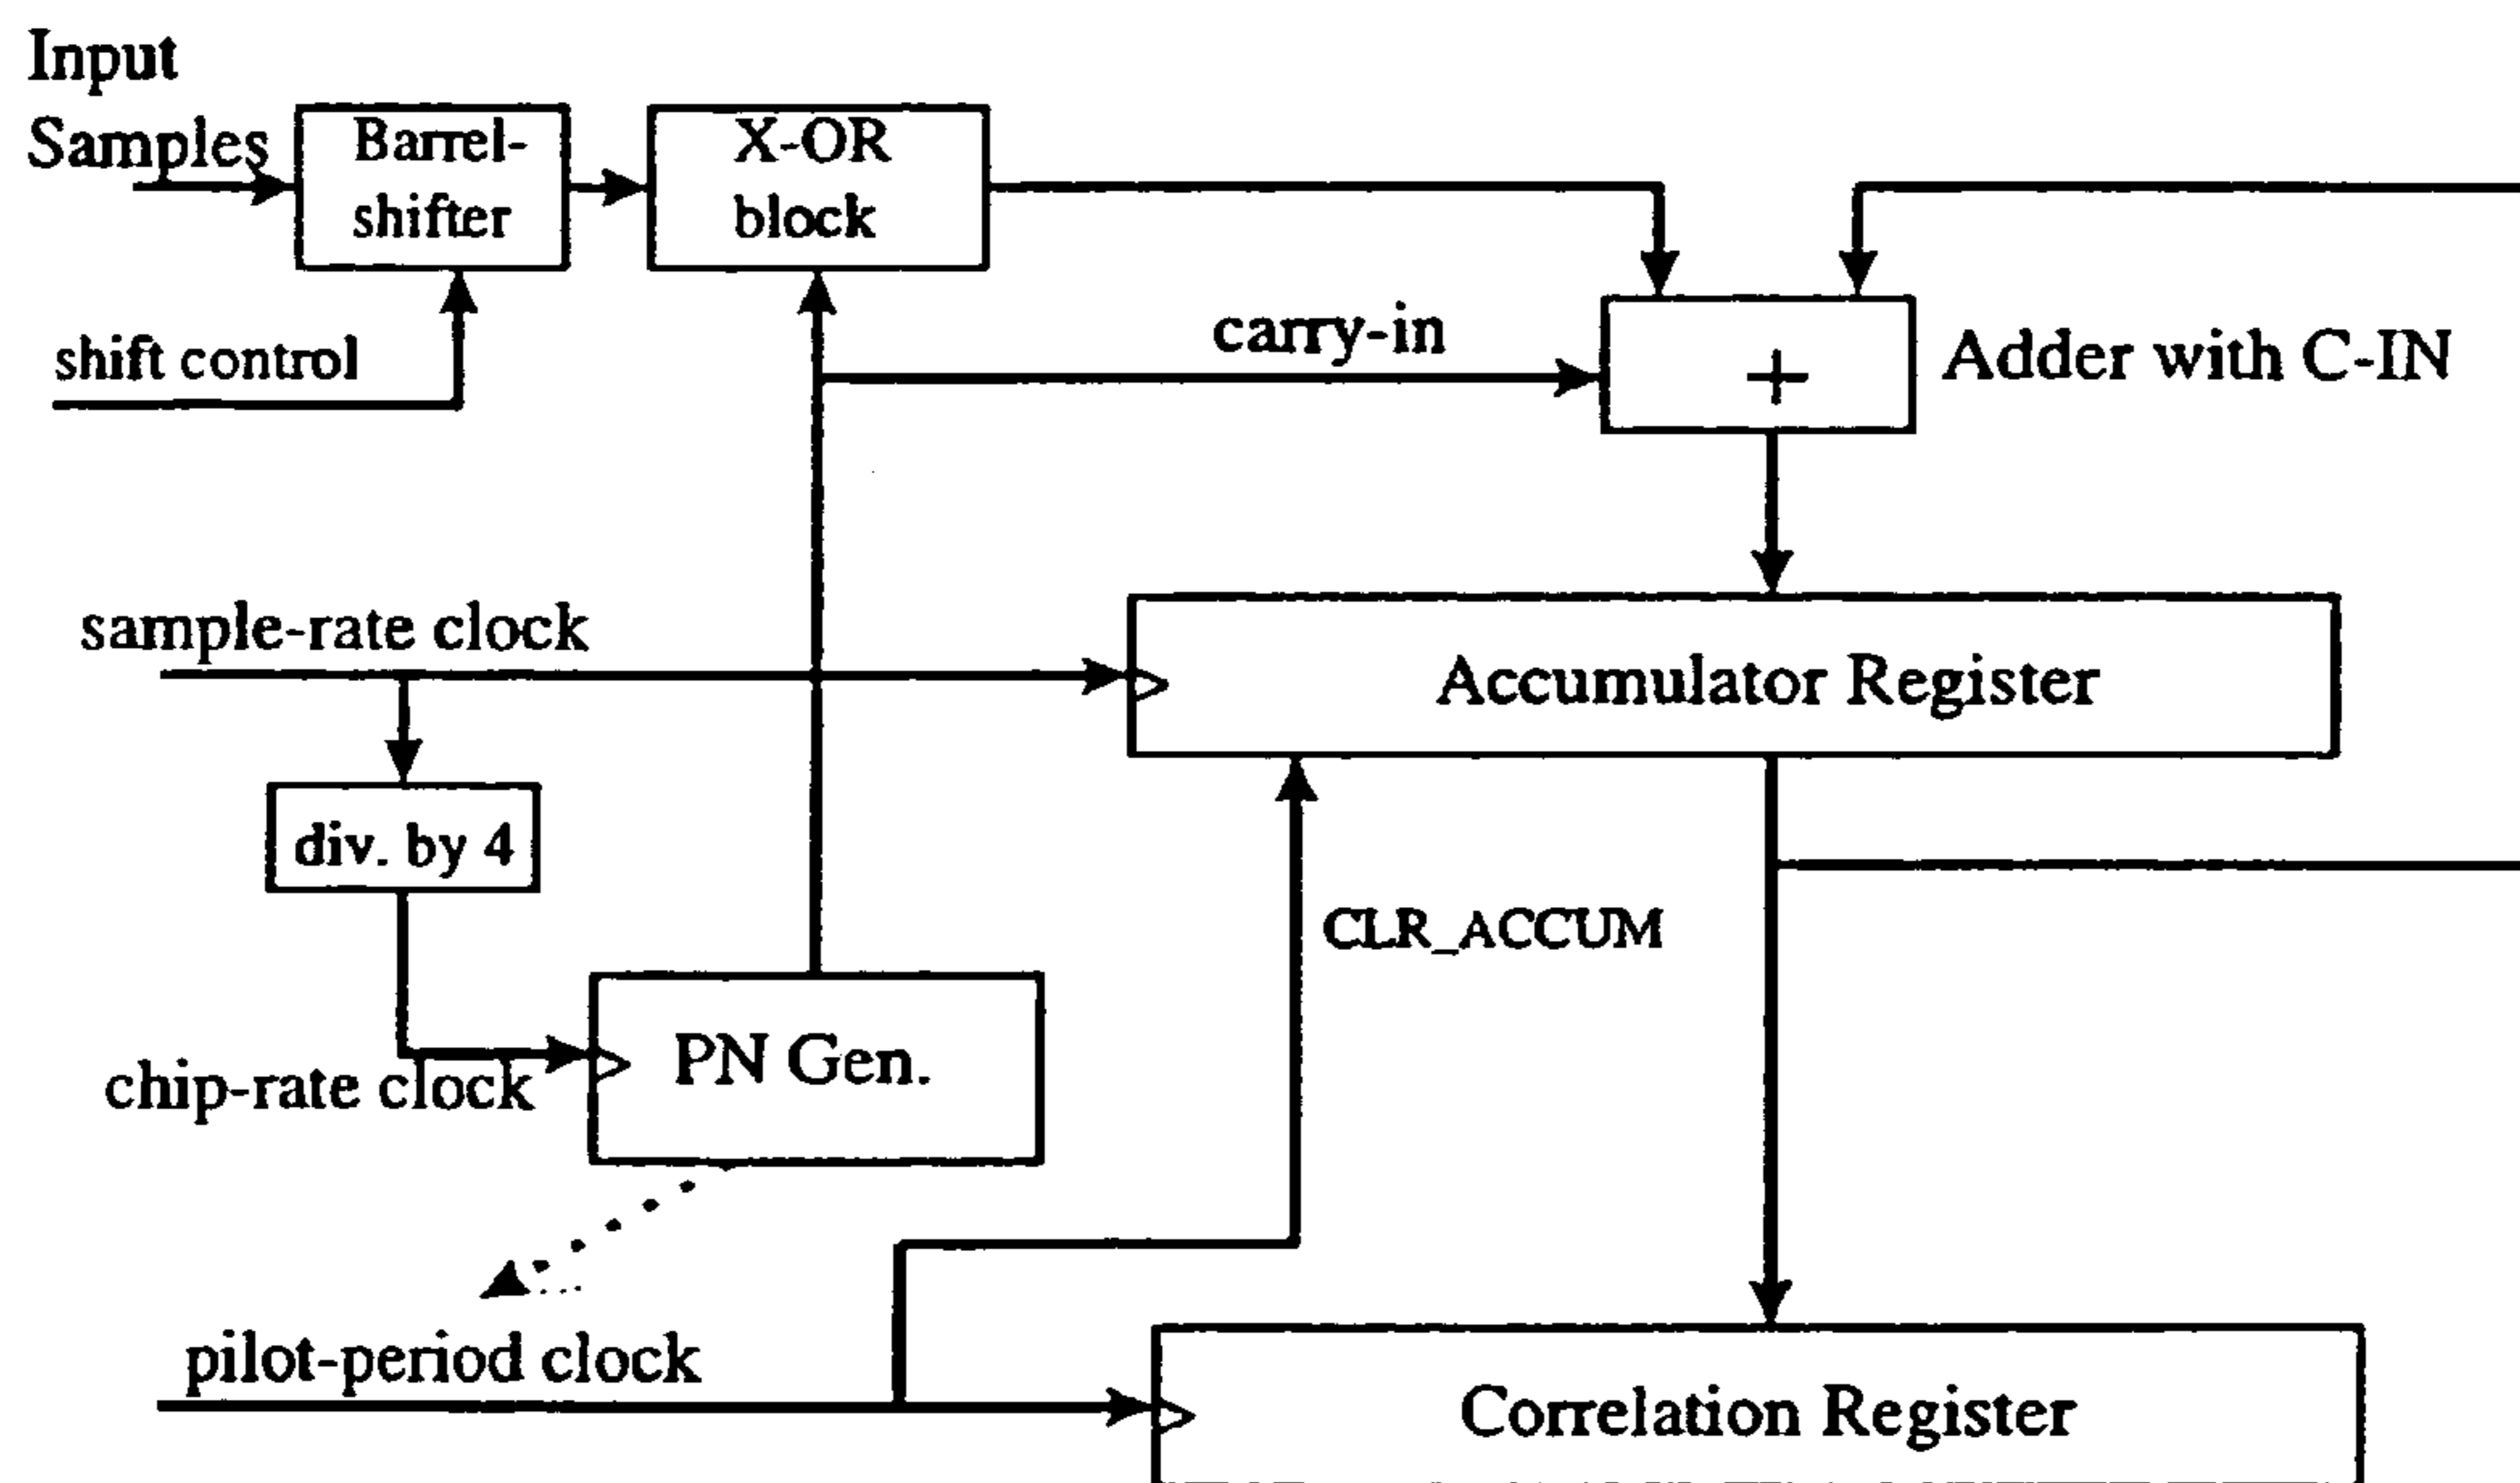 Input
Samples
Barrel-
shifter
X-OR
block
shift control
carry-in
+
Adder with C-IN
sample-rate clock
Accumulator Register
div. by 4
CLR_ACCUM
chip-rate clock
PN Gen.
pilot-period clock
Correlation Register